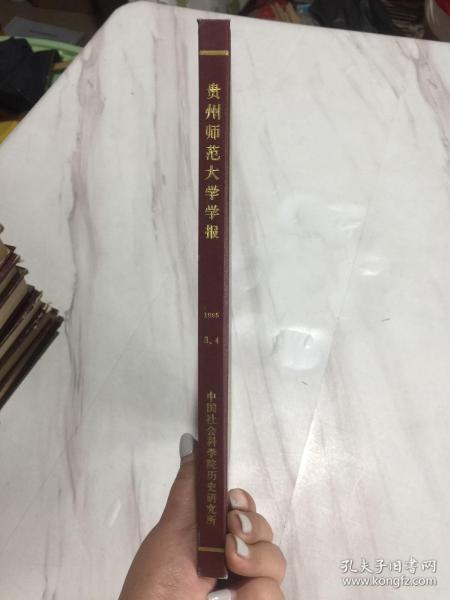 贵州师范大学学报
1995
3.4
中国社会科学院历史研究所
孔夫子旧书网
www.kongfz.com